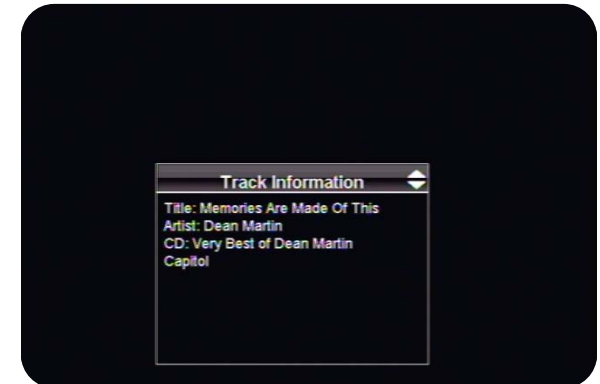 Track Information
Title: Memories Are Made Of This
Artist: Dean Martin
CD: Very Best of Dean Martin
Capitol